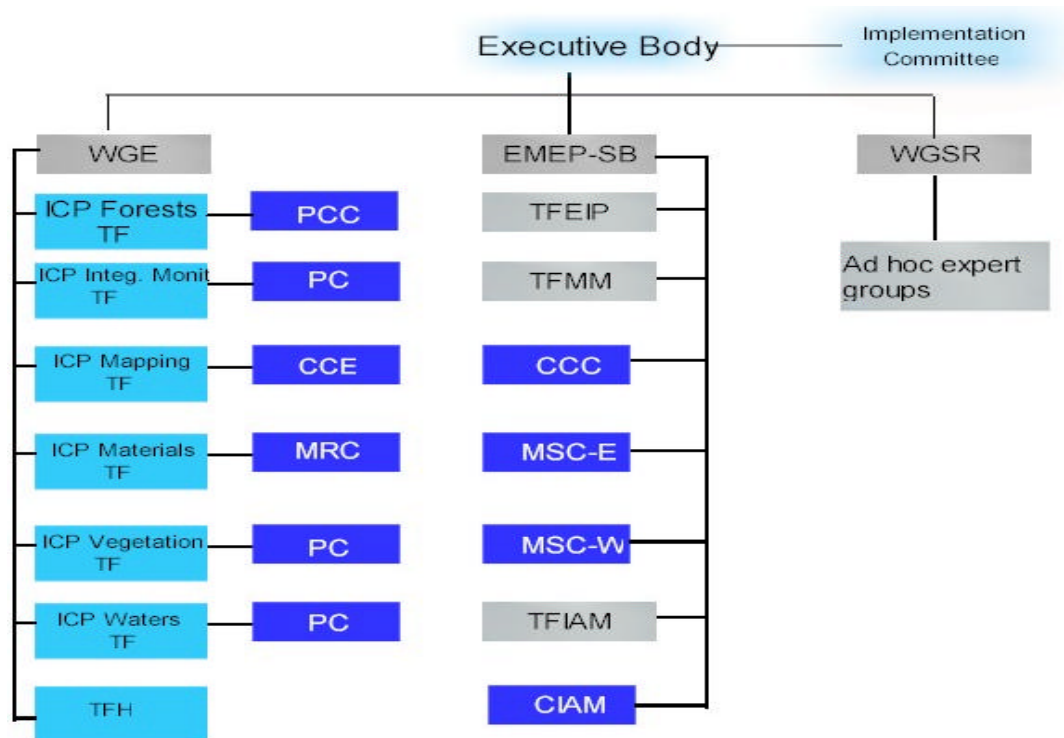 Executive Body
Implementation
Committee
WGE
EMEP-SB
WGSR
ICP Forests
TF
PCC
TFEIP
Ad hoc expert
groups
ICP Integ. Monit
TF
PC
TFMM
ICP Mapping
TF
CCE
CCC
ICP Materials
TF
MRC
MSC-E
ICP Vegetation
TF
PC
MSC-W
ICP Waters
TF
PC
TFIAM
TFH
CIAM